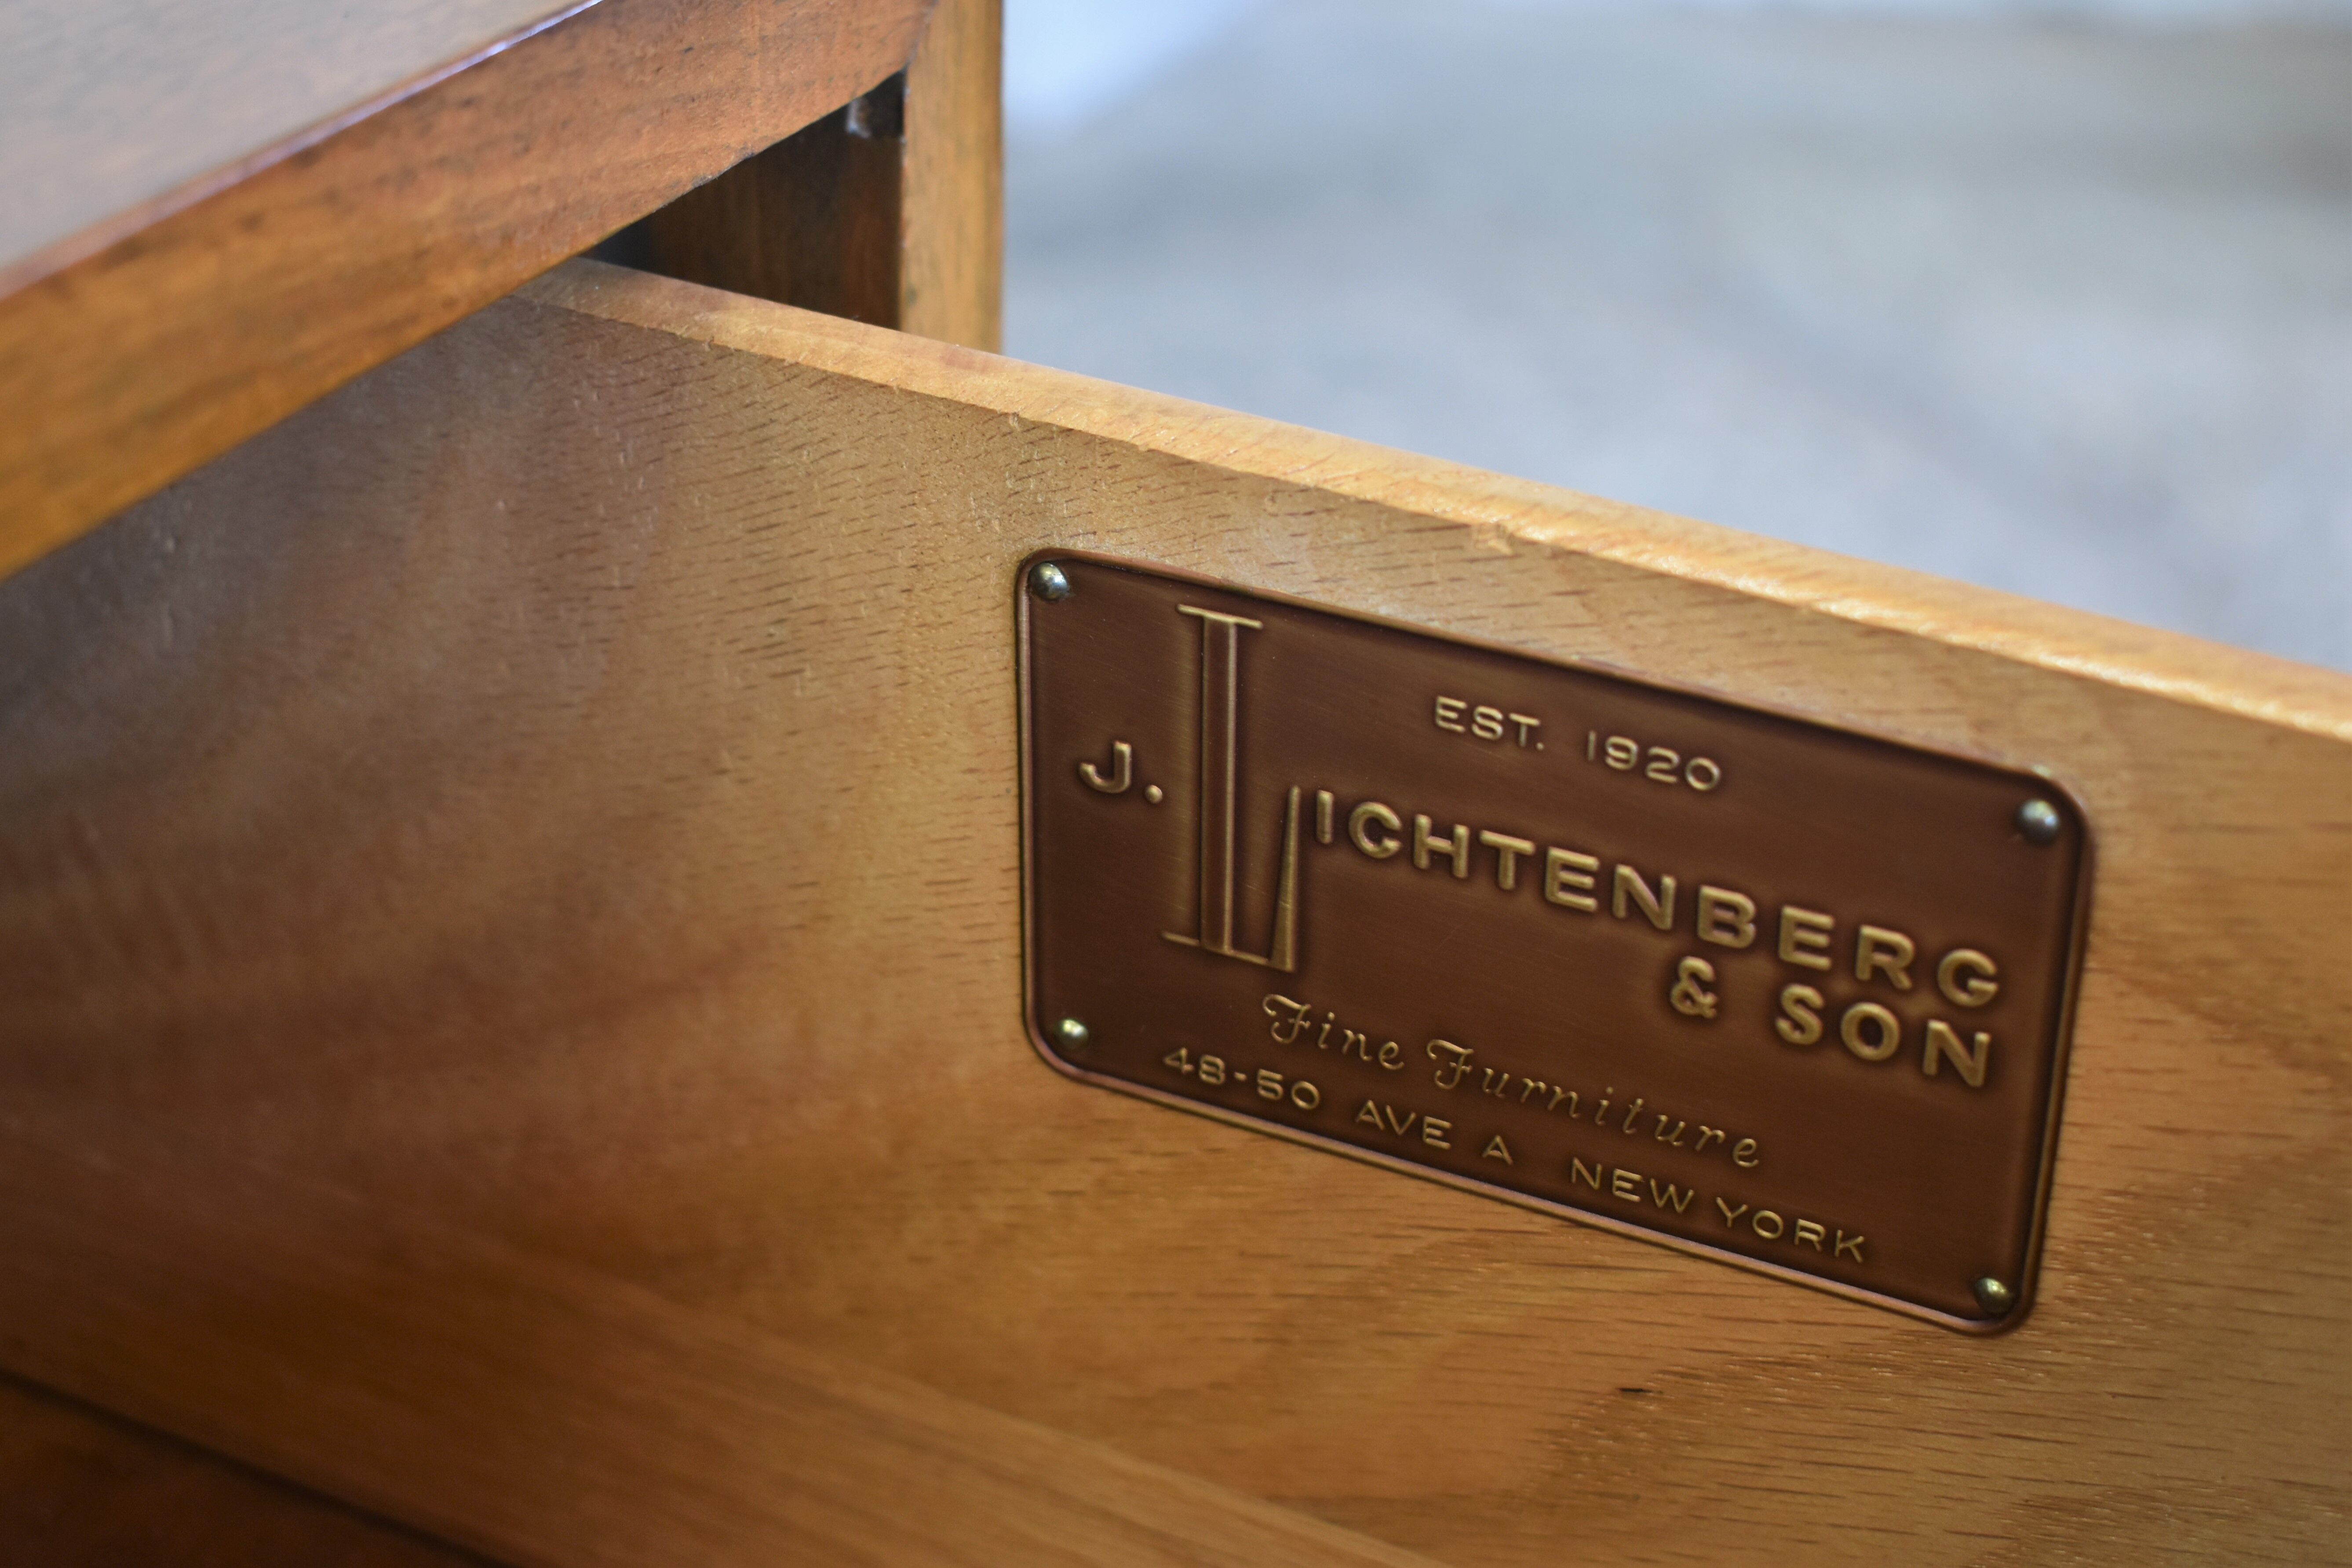 EST. 1920
J. LICHTENBERG
& SON
Fine Furniture
48-50 AVE A NEW YORK